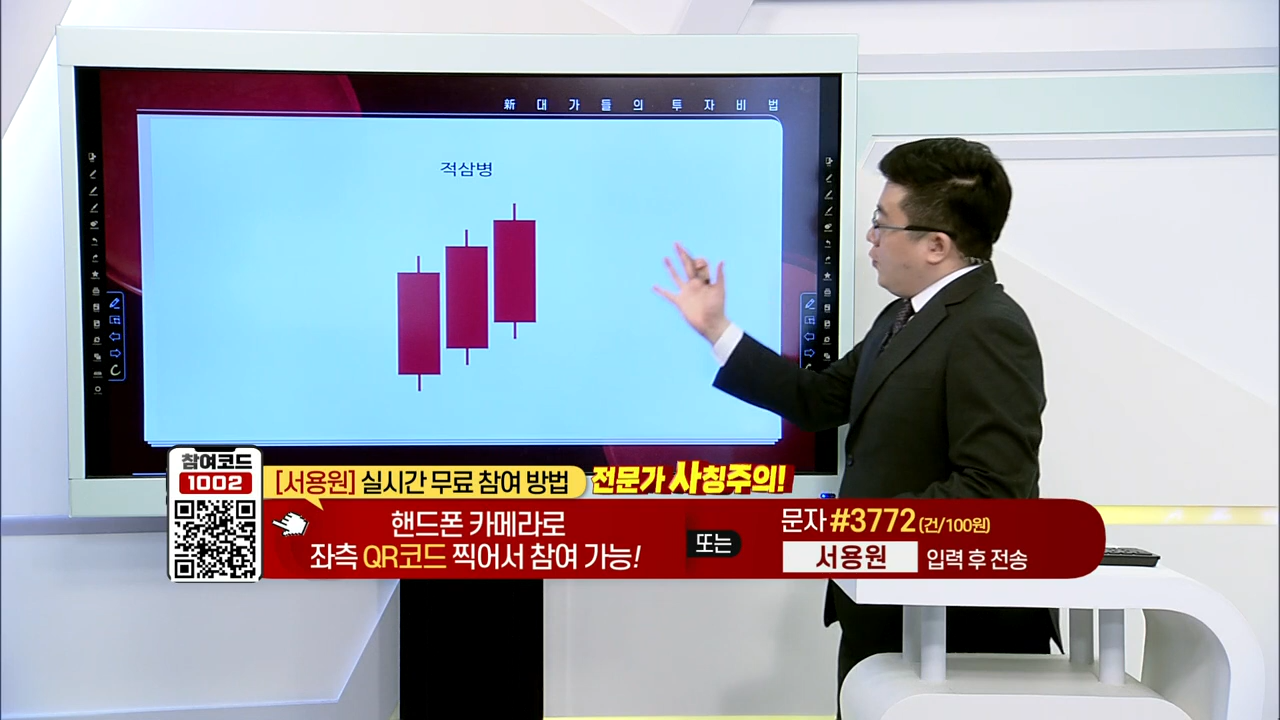 新 대 가 들 의 투 자 비 법
적삼병
참여코드
1002
[서용원] 실시간 무료 참여 방법
전문가 사칭주의!
핸드폰 카메라로
좌측 QR코드 찍어서 참여 가능!
또는
문자 #3772 (건/100원)
서용원 입력 후 전송